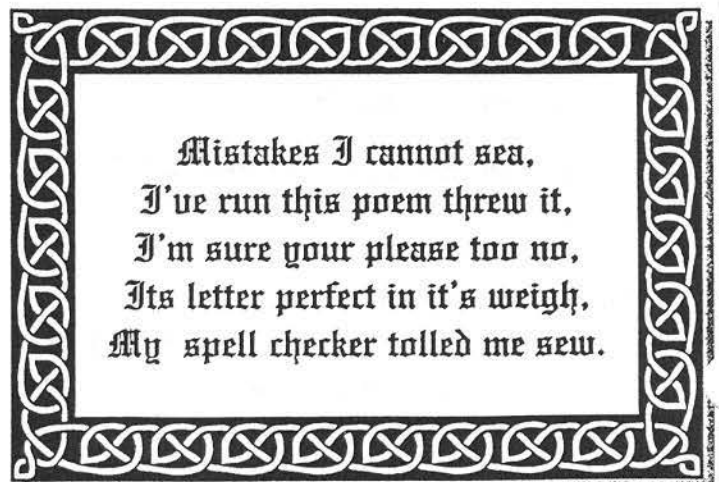 Mistakes I cannot sea,
I've run this poem threw it,
I'm sure your please too no,
Its letter perfect in it's weigh,
My spell checker tolled me sew.